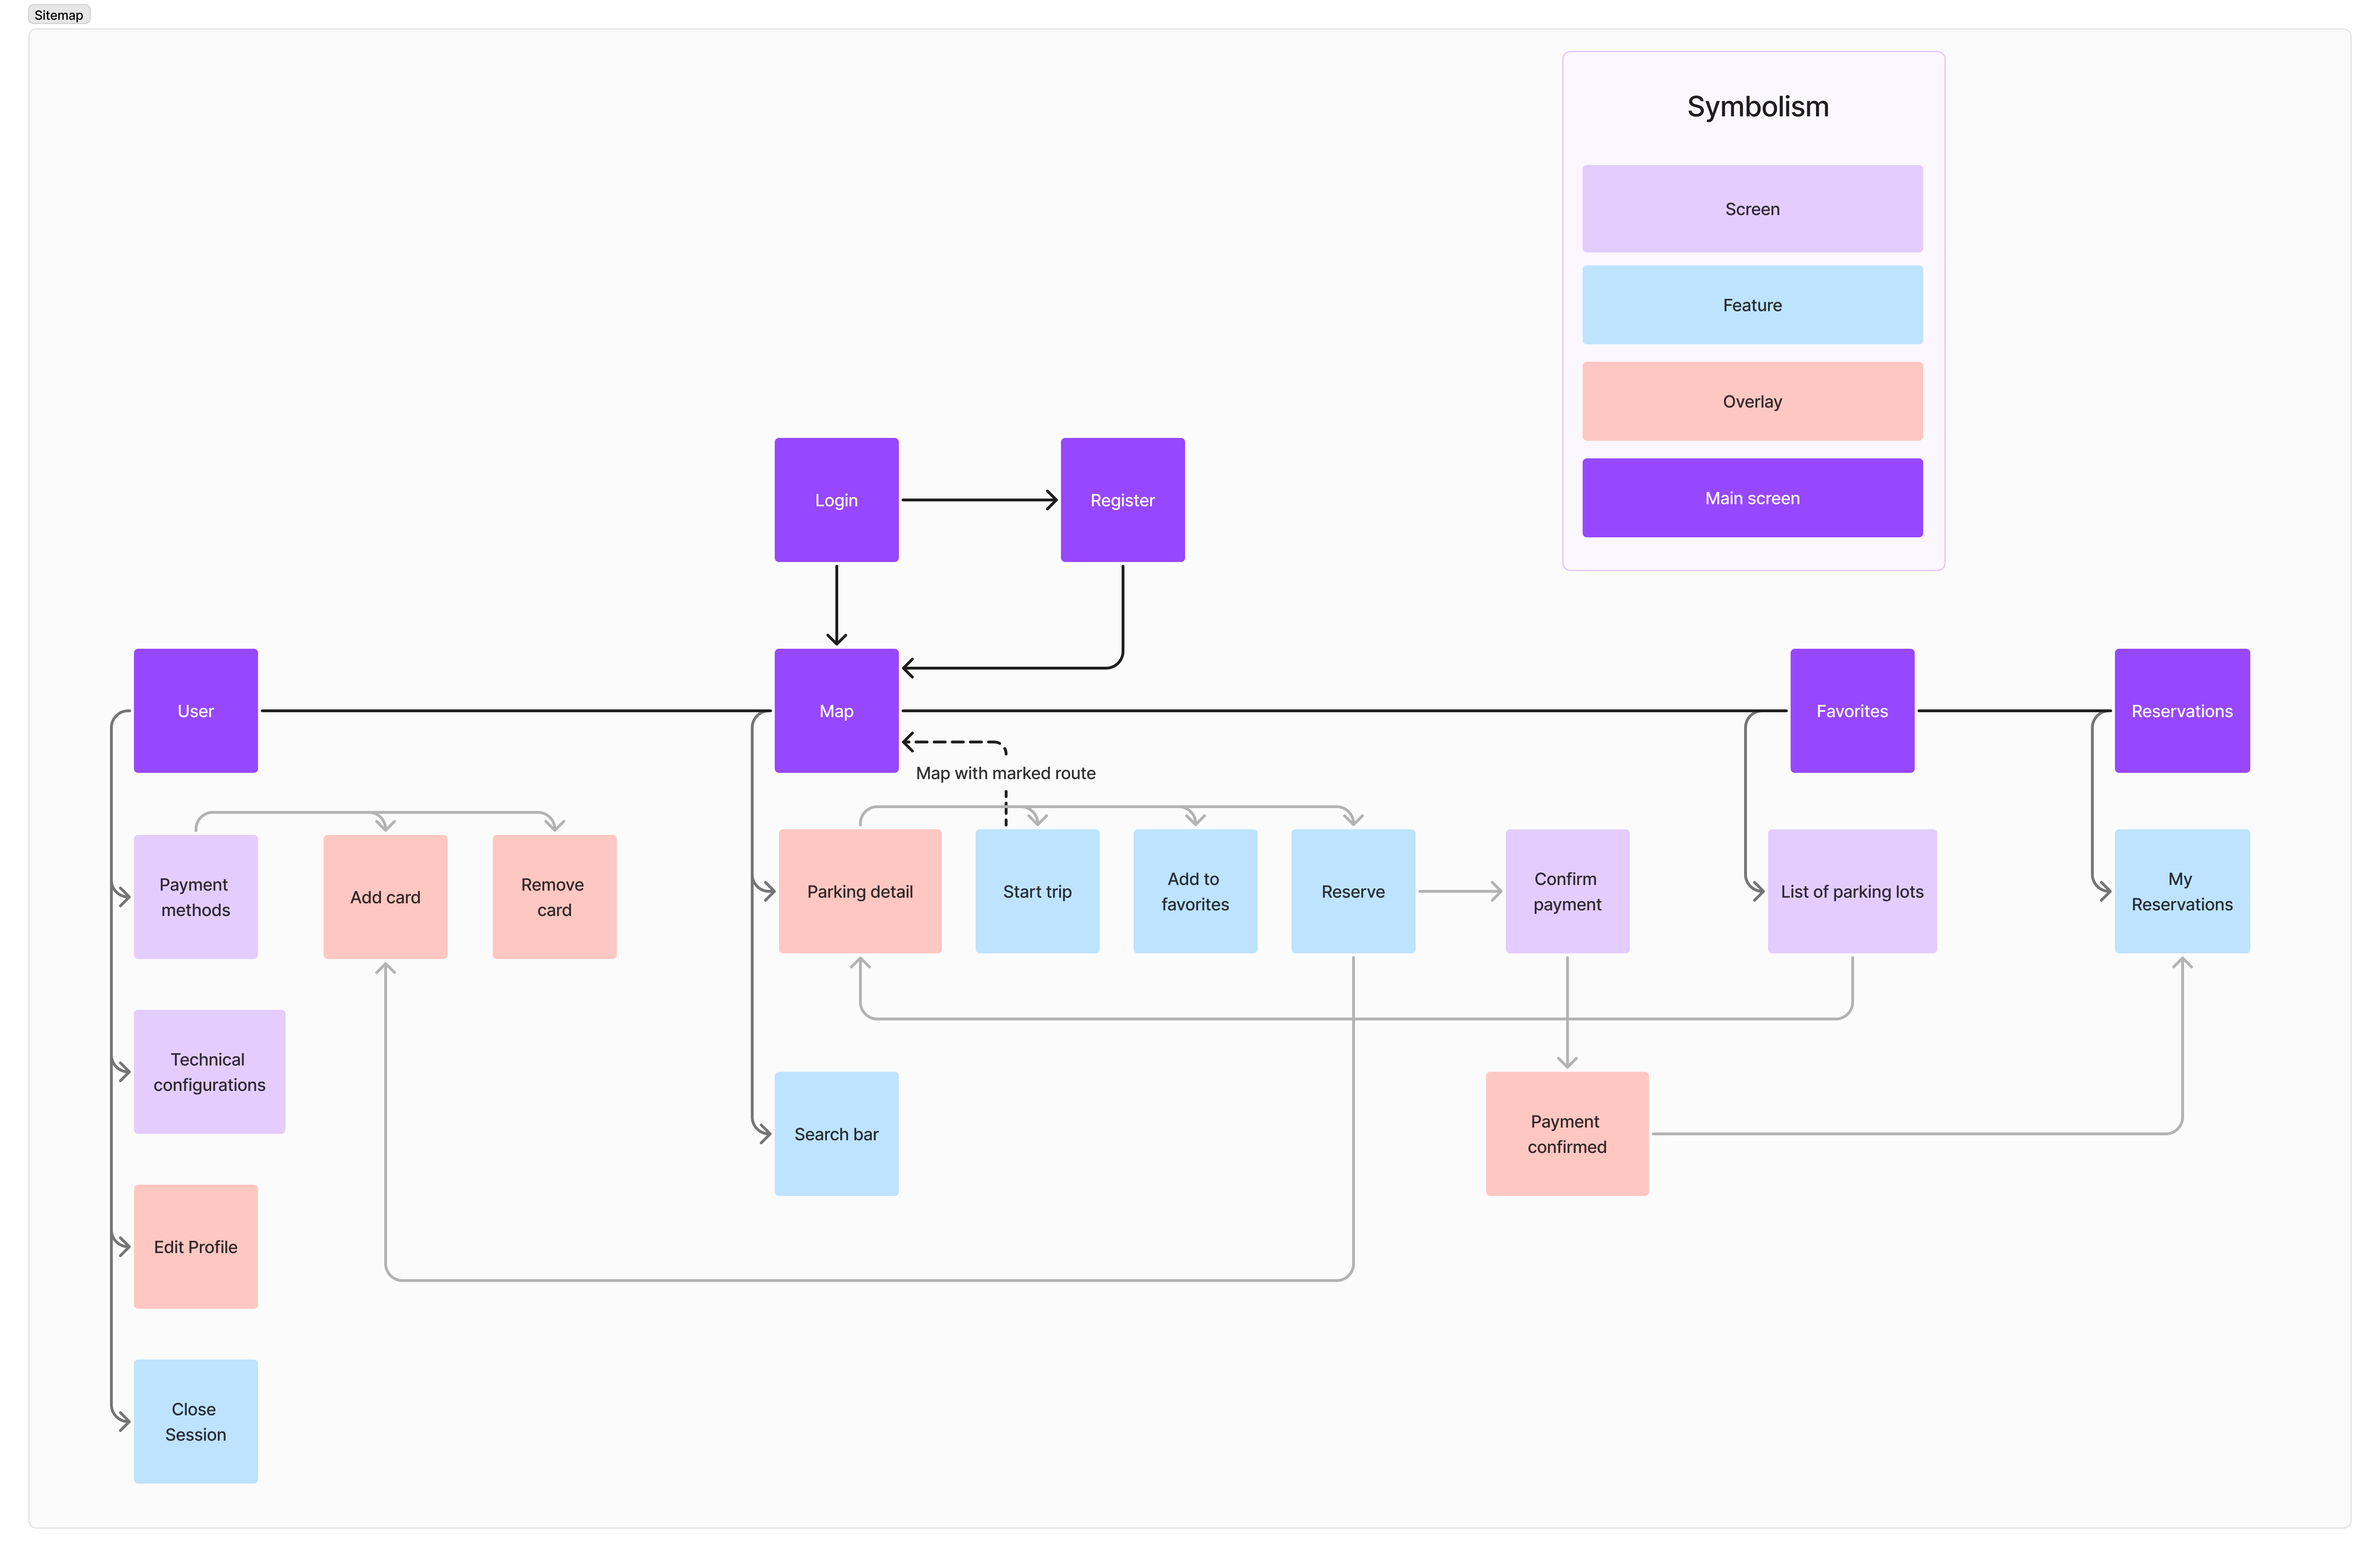 Sitemap
Symbolism
Screen
Feature
Overlay
Main screen
Login
Register
User
Map
Favorites
Reservations
Map with marked route
Payment
methods
Add card
Remove
card
Parking detail
Start trip
Add to
favorites
Reserve
Confirm
payment
List of parking lots
My
Reservations
Technical
configurations
Search bar
Payment
confirmed
Edit Profile
Close
Session